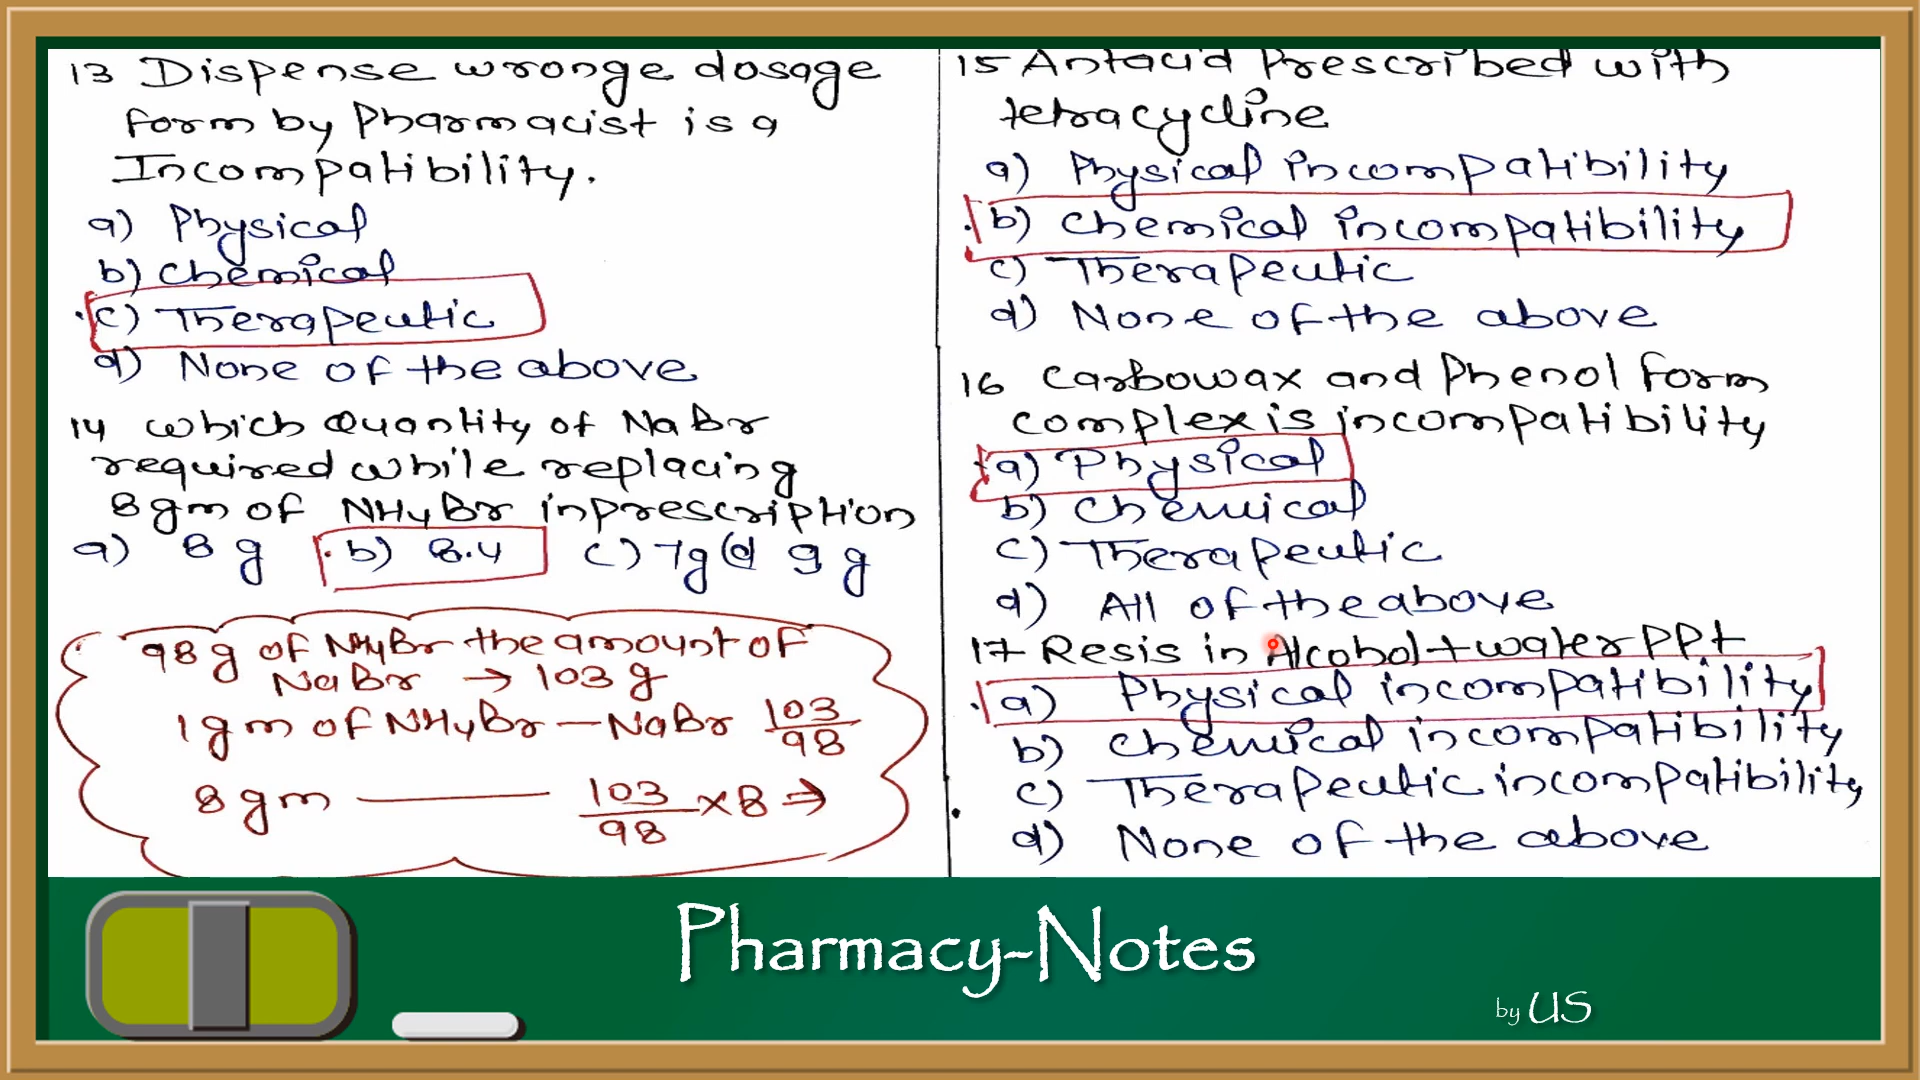 13 Dispense wronge dosage
form by Pharmacist is a
Incompatibility.
a) Physical
b) Chemical
c) Therapeutic
d) None of the above
14 which Quantity of NaBr
required while replacing
8gm of NH4Br in prescription
a) 8 g b) 8.4 c) 7g d 9 g
98 g of NH4Br the amount of
NaBr → 103 g
1gm of NH4Br — NaBr 103/98
8gm — 103/98 x8 ⇒
15 Antacid Prescribed with
tetracycline
a) Physical incompatibility
b) Chemical incompatibility
c) Therapeutic
d) None of the above
16 Carbowax and Phenol form
complex is incompatibility
a) Physical
b) Chemical
c) Therapeutic
d) All of the above
17 Resis in Alcohol + water PPt
a) Physical incompatibility
b) Chemical incompatibility
c) Therapeutic incompatibility
d) None of the above
Pharmacy-Notes
by US